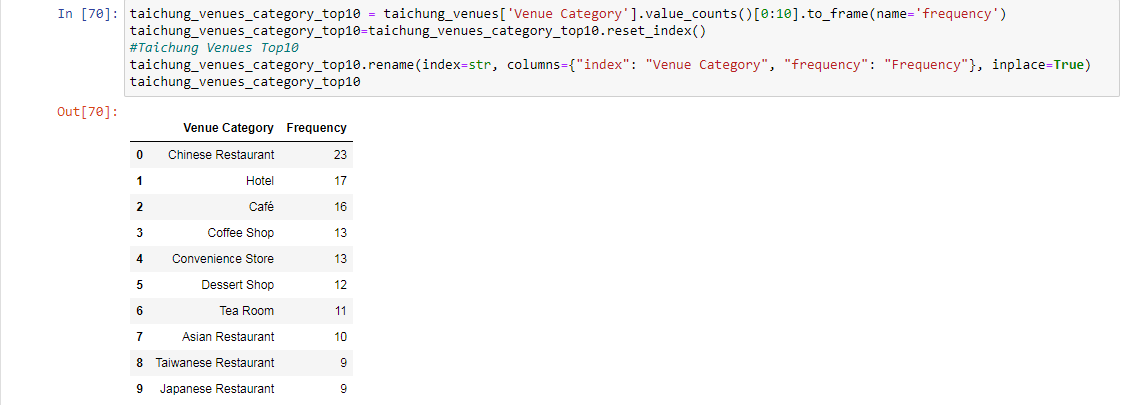 In [70]: taichung_venues_category_top10 = taichung_venues['Venue Category'].value_counts()[0:10].to_frame(name='frequency')
taichung_venues_category_top10=taichung_venues_category_top10.reset_index()
#Taichung Venues Top10
taichung_venues_category_top10.rename(index=str, columns={"index": "Venue Category", "frequency": "Frequency"}, inplace=True)
taichung_venues_category_top10
Out[70]:
Venue Category Frequency
0 Chinese Restaurant 23
1 Hotel 17
2 Café 16
3 Coffee Shop 13
4 Convenience Store 13
5 Dessert Shop 12
6 Tea Room 11
7 Asian Restaurant 10
8 Taiwanese Restaurant 9
9 Japanese Restaurant 9